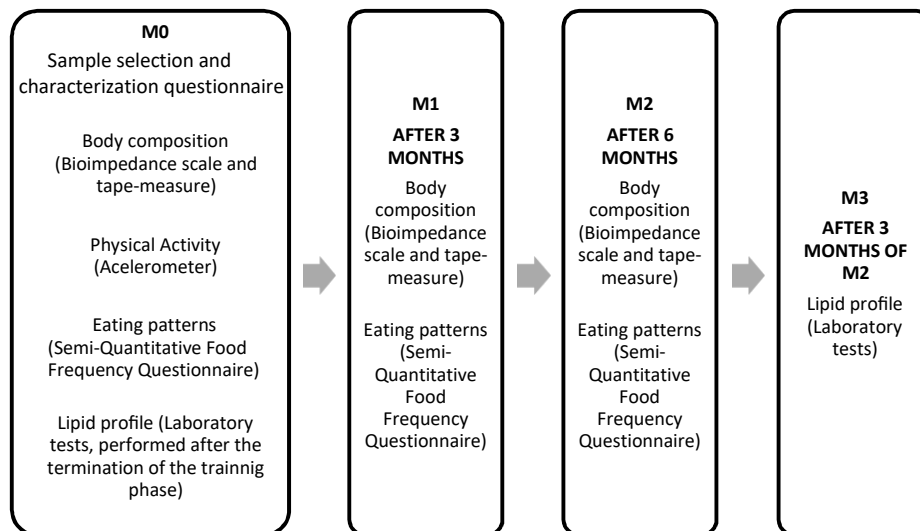 M0
Sample selection and
characterization questionnaire
Body composition
(Bioimpedance scale and
tape-measure)
Physical Activity
(Acelerometer)
Eating patterns
(Semi-Quantitative Food
Frequency Questionnaire)
Lipid profile (Laboratory
tests, performed after the
termination of the trainnig
phase)
M1
AFTER 3
MONTHS
Body
composition
(Bioimpedance
scale and tape-
measure)
Eating patterns
(Semi-
Quantitative
Food
Frequency
Questionnaire)
M2
AFTER 6
MONTHS
Body
composition
(Bioimpedance
scale and tape-
measure)
Eating patterns
(Semi-
Quantitative
Food
Frequency
Questionnaire)
M3
AFTER 3
MONTHS OF
M2
Lipid profile
(Laboratory
tests)